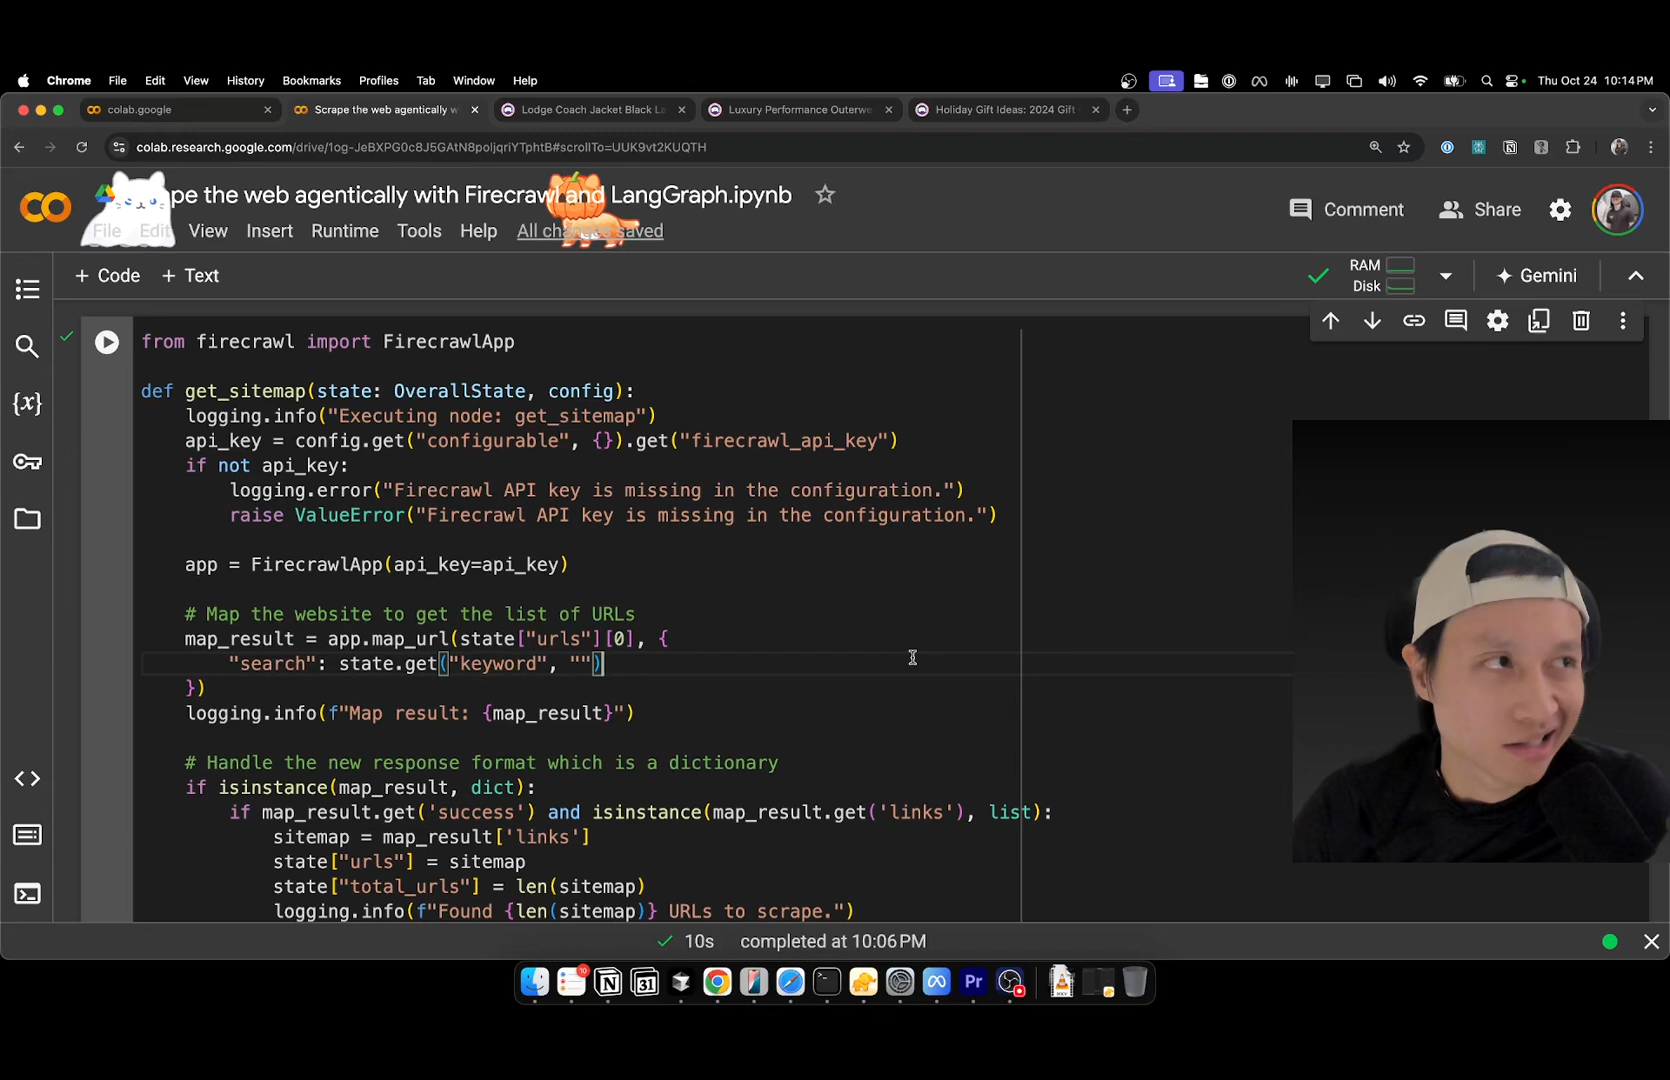 Chrome File Edit View History Bookmarks Profiles Tab Window Help Thu Oct 24 10:14 PM
colab.google Scrape the web agentically w Lodge Coach Jacket Black La Luxury Performance Outerwe Holiday Gift Ideas: 2024 Gift
colab.research.google.com/drive/1og-JeBXPG0c8J5GAtN8poljqriYTphtB#scrollTo=UUK9vt2KUQTH
pe the web agentically with Firecrawl and LangGraph.ipynb
Comment Share
File Edit View Insert Runtime Tools Help All changes saved
+ Code + Text
RAM
Disk
Gemini
from firecrawl import FirecrawlApp
def get_sitemap(state: OverallState, config):
logging.info("Executing node: get_sitemap")
api_key = config.get("configurable", {}).get("firecrawl_api_key")
if not api_key:
logging.error("Firecrawl API key is missing in the configuration.")
raise ValueError("Firecrawl API key is missing in the configuration.")
app = FirecrawlApp(api_key=api_key)
# Map the website to get the list of URLs
map_result = app.map_url(state["urls"][0], {
"search": state.get("keyword", "")
})
logging.info(f"Map result: {map_result}")
# Handle the new response format which is a dictionary
if isinstance(map_result, dict):
if map_result.get('success') and isinstance(map_result.get('links'), list):
sitemap = map_result['links']
state["urls"] = sitemap
state["total_urls"] = len(sitemap)
logging.info(f"Found {len(sitemap)} URLs to scrape.")
10s completed at 10:06 PM
10
31
Pr